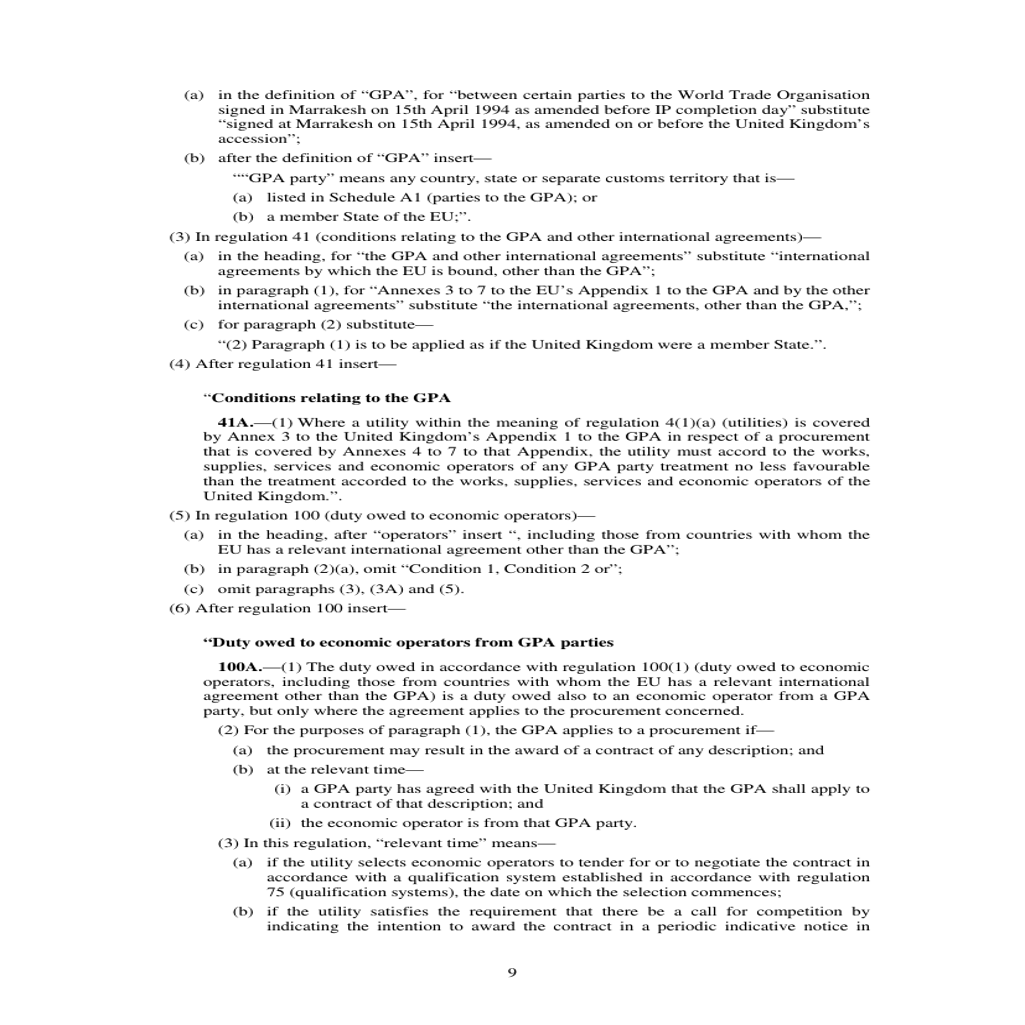 (a) in the definition of “GPA”, for “between certain parties to the World Trade Organisation
signed in Marrakesh on 15th April 1994 as amended before IP completion day” substitute
“signed at Marrakesh on 15th April 1994, as amended on or before the United Kingdom’s
accession”;
(b) after the definition of “GPA” insert—
““GPA party” means any country, state or separate customs territory that is—
(a) listed in Schedule A1 (parties to the GPA); or
(b) a member State of the EU;”.
(3) In regulation 41 (conditions relating to the GPA and other international agreements)—
(a) in the heading, for “the GPA and other international agreements” substitute “international
agreements by which the EU is bound, other than the GPA”;
(b) in paragraph (1), for “Annexes 3 to 7 to the EU’s Appendix 1 to the GPA and by the other
international agreements” substitute “the international agreements, other than the GPA,”;
(c) for paragraph (2) substitute—
“(2) Paragraph (1) is to be applied as if the United Kingdom were a member State.”.
(4) After regulation 41 insert—
“Conditions relating to the GPA
41A.—(1) Where a utility within the meaning of regulation 4(1)(a) (utilities) is covered
by Annex 3 to the United Kingdom’s Appendix 1 to the GPA in respect of a procurement
that is covered by Annexes 4 to 7 to that Appendix, the utility must accord to the works,
supplies, services and economic operators of any GPA party treatment no less favourable
than the treatment accorded to the works, supplies, services and economic operators of the
United Kingdom.”.
(5) In regulation 100 (duty owed to economic operators)—
(a) in the heading, after “operators” insert “, including those from countries with whom the
EU has a relevant international agreement other than the GPA”;
(b) in paragraph (2)(a), omit “Condition 1, Condition 2 or”;
(c) omit paragraphs (3), (3A) and (5).
(6) After regulation 100 insert—
“Duty owed to economic operators from GPA parties
100A.—(1) The duty owed in accordance with regulation 100(1) (duty owed to economic
operators, including those from countries with whom the EU has a relevant international
agreement other than the GPA) is a duty owed also to an economic operator from a GPA
party, but only where the agreement applies to the procurement concerned.
(2) For the purposes of paragraph (1), the GPA applies to a procurement if—
(a) the procurement may result in the award of a contract of any description; and
(b) at the relevant time—
(i) a GPA party has agreed with the United Kingdom that the GPA shall apply to
a contract of that description; and
(ii) the economic operator is from that GPA party.
(3) In this regulation, “relevant time” means—
(a) if the utility selects economic operators to tender for or to negotiate the contract in
accordance with a qualification system established in accordance with regulation
75 (qualification systems), the date on which the selection commences;
(b) if the utility satisfies the requirement that there be a call for competition by
indicating the intention to award the contract in a periodic indicative notice in
9